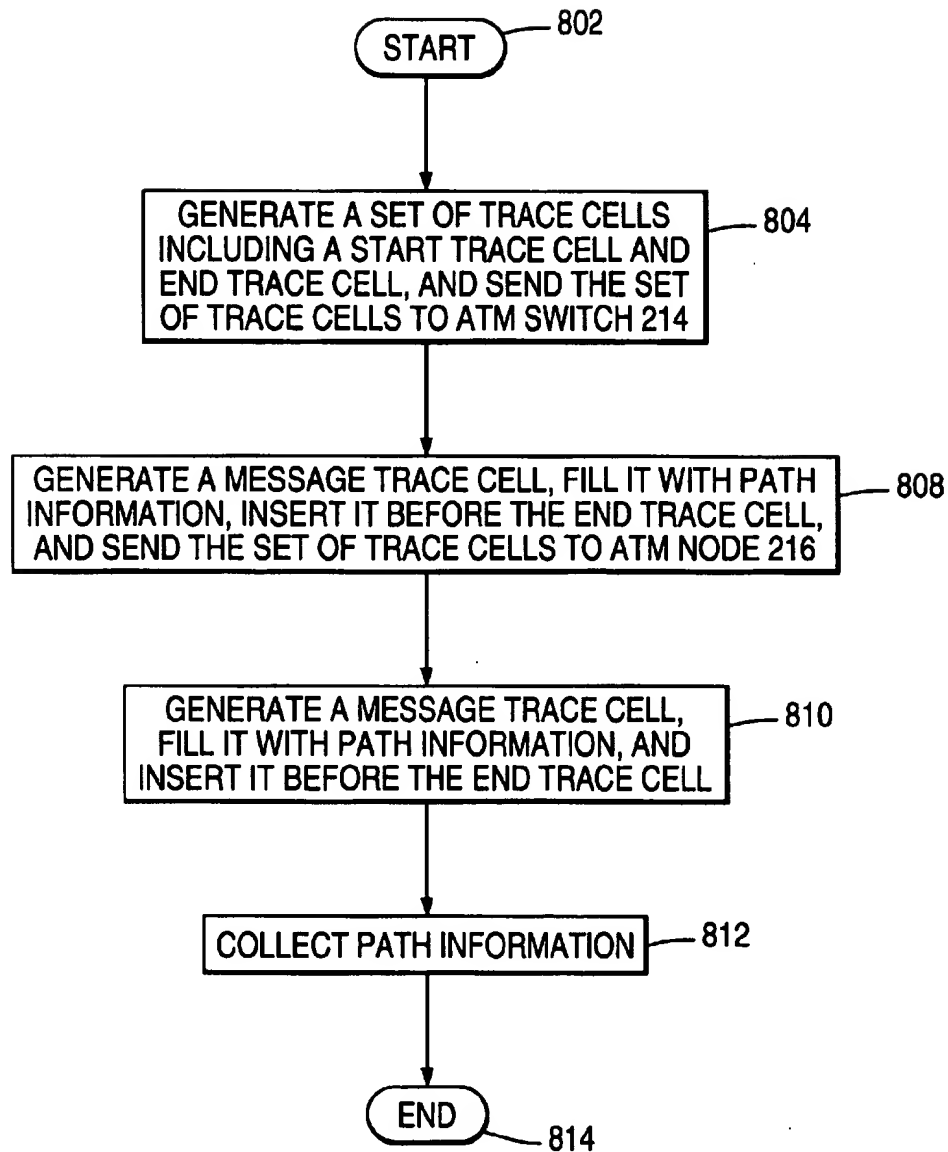 START
802
GENERATE A SET OF TRACE CELLS
INCLUDING A START TRACE CELL AND
END TRACE CELL, AND SEND THE SET
OF TRACE CELLS TO ATM SWITCH 214
804
GENERATE A MESSAGE TRACE CELL, FILL IT WITH PATH
INFORMATION, INSERT IT BEFORE THE END TRACE CELL,
AND SEND THE SET OF TRACE CELLS TO ATM NODE 216
808
GENERATE A MESSAGE TRACE CELL,
FILL IT WITH PATH INFORMATION, AND
INSERT IT BEFORE THE END TRACE CELL
810
COLLECT PATH INFORMATION
812
END
814